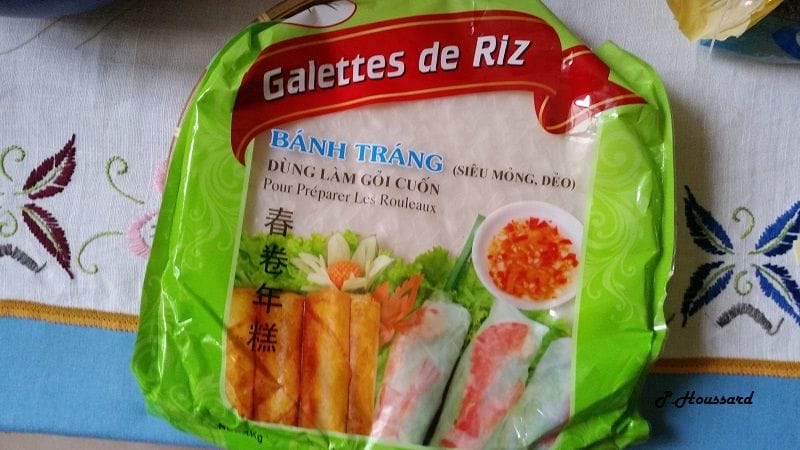 Galettes de Riz
BÁNH TRÁNG (SIÊU MỎNG, DẺO)
DÙNG LÀM GỎI CUỐN
Pour Préparer Les Rouleaux
春卷年糕
P.Houssard